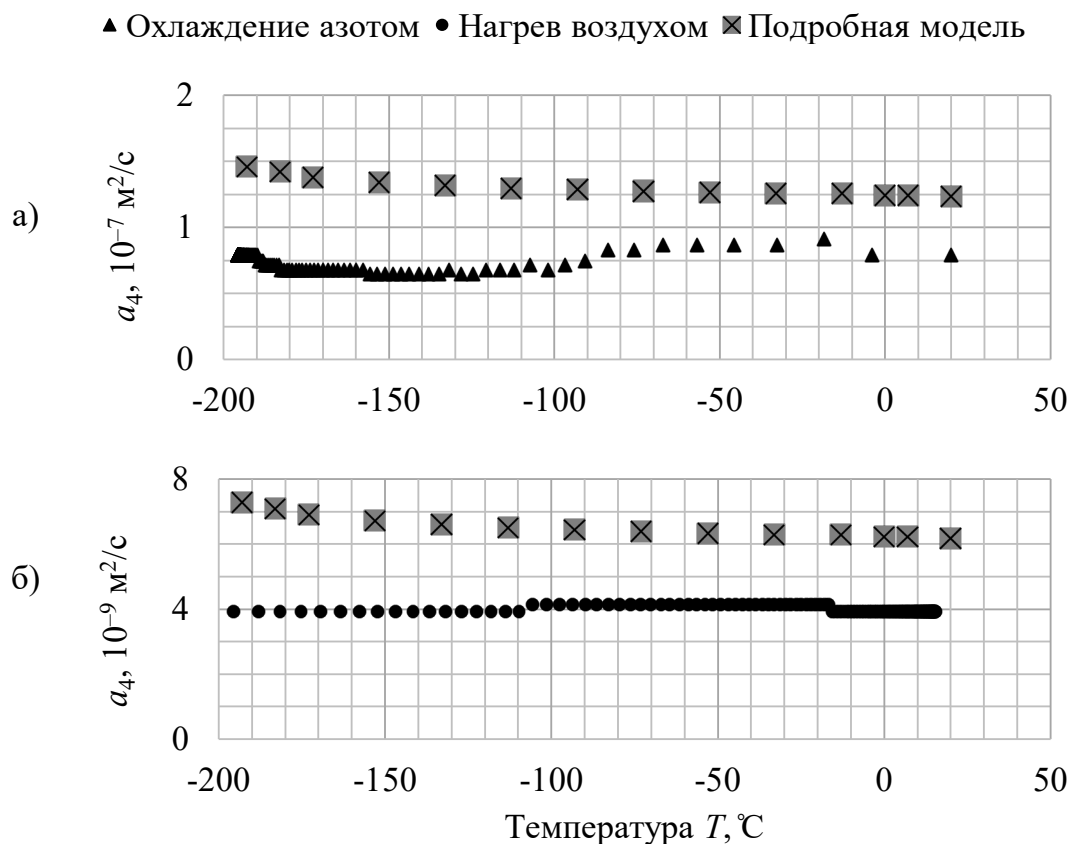 Охлаждение азотом Нагрев воздухом Подробная модель
а)
a₄, 10⁻⁷ м²/с
2
1
0
-200 -150 -100 -50 0 50
б)
a₄, 10⁻⁹ м²/с
8
4
0
-200 -150 -100 -50 0 50
Температура T, ℃